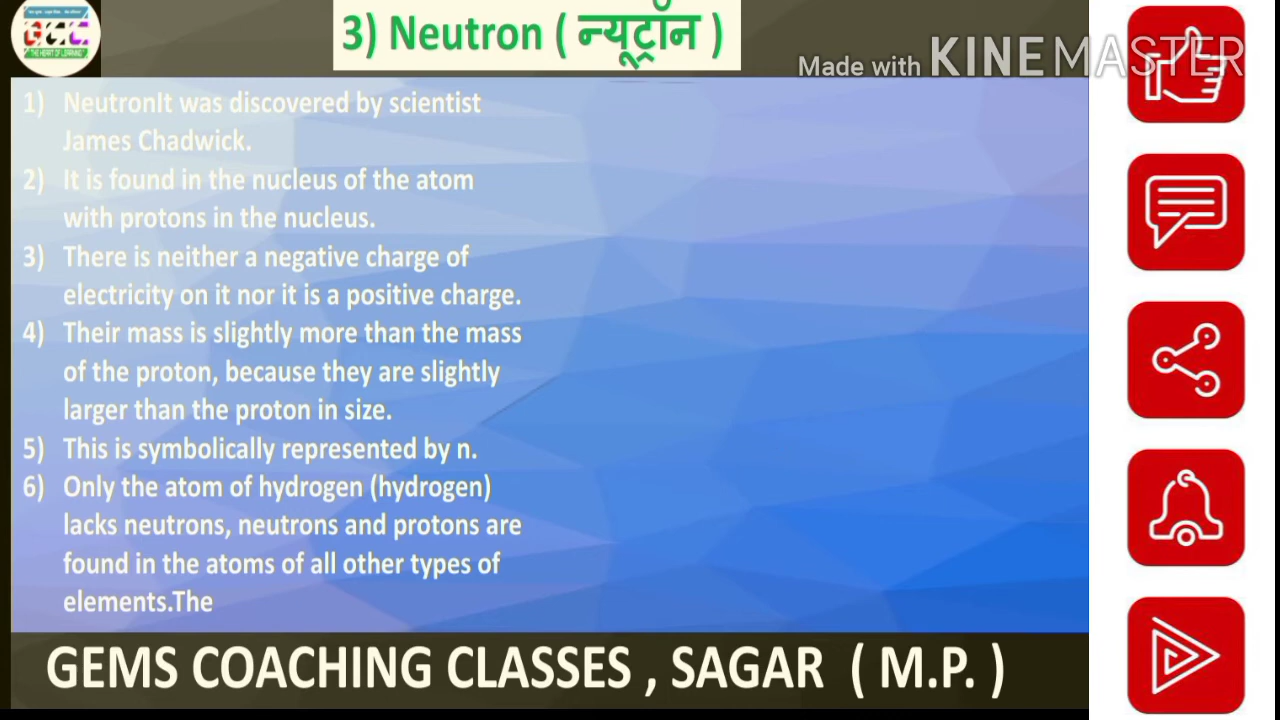 3) Neutron ( न्यूट्रॉन )
Made with KINEMASTER
THE HEART OF LEARNING
1) NeutronIt was discovered by scientist
James Chadwick.
2) It is found in the nucleus of the atom
with protons in the nucleus.
3) There is neither a negative charge of
electricity on it nor it is a positive charge.
4) Their mass is slightly more than the mass
of the proton, because they are slightly
larger than the proton in size.
5) This is symbolically represented by n.
6) Only the atom of hydrogen (hydrogen)
lacks neutrons, neutrons and protons are
found in the atoms of all other types of
elements.The
GEMS COACHING CLASSES , SAGAR ( M.P. )